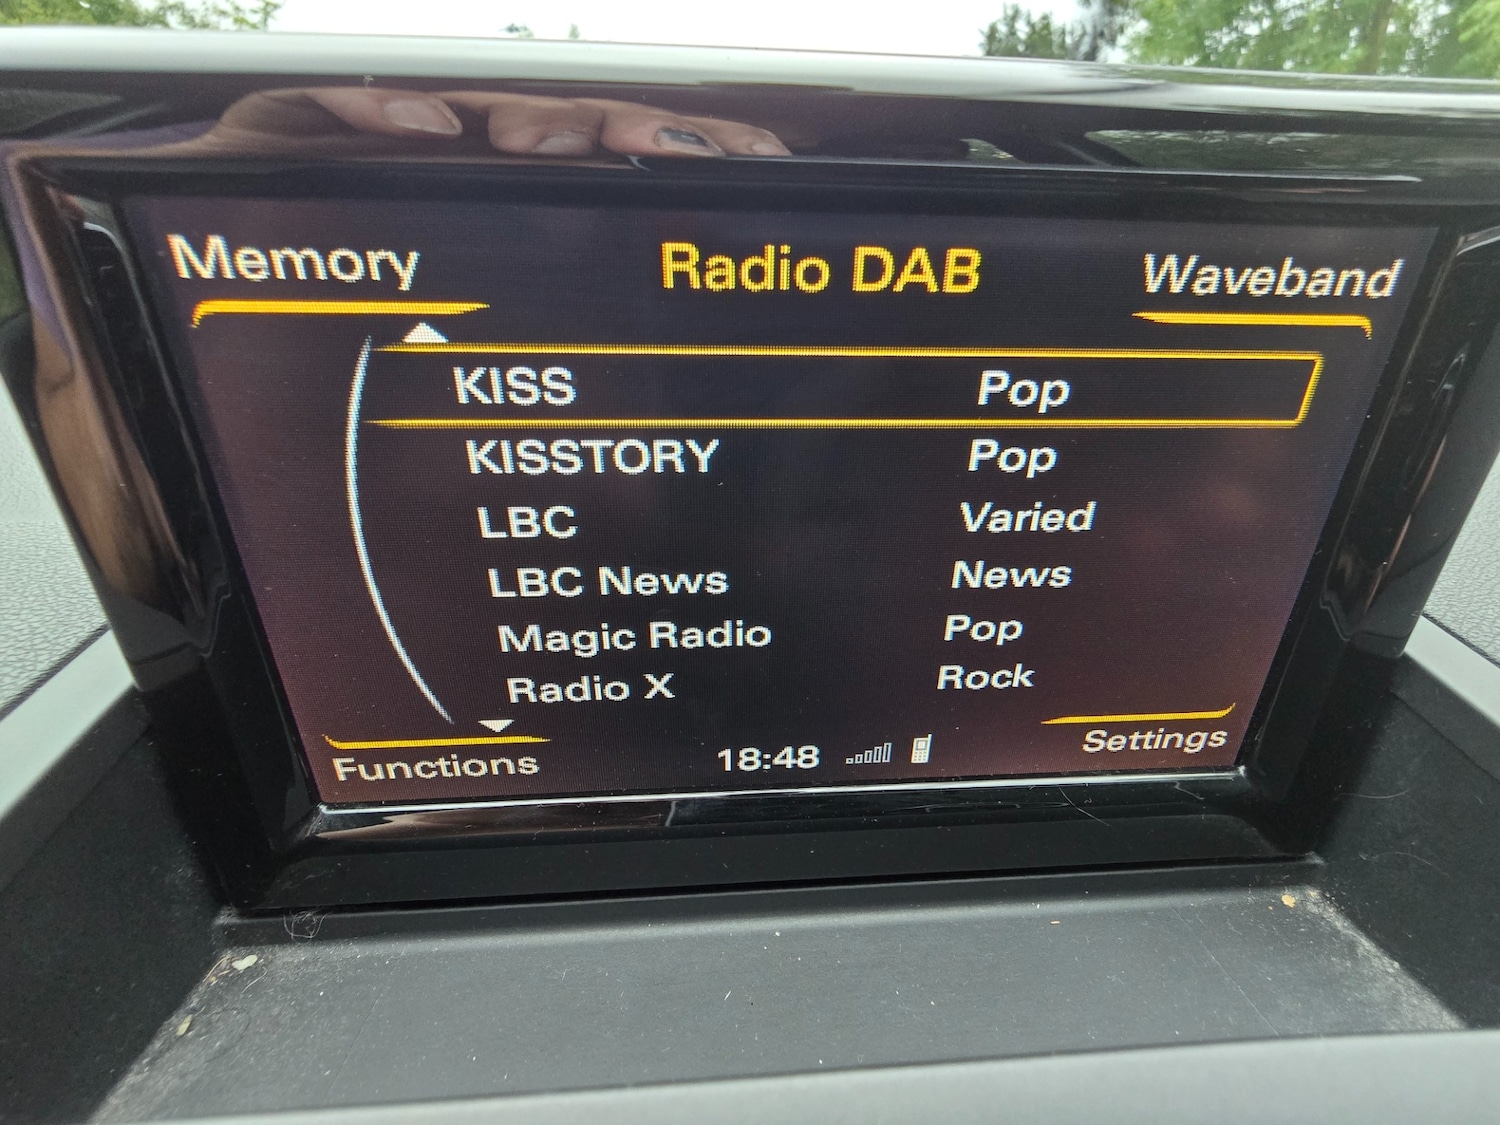 Memory Radio DAB Waveband
KISS Pop
KISSTORY Pop
LBC Varied
LBC News News
Magic Radio Pop
Radio X Rock
Functions 18:48 Settings